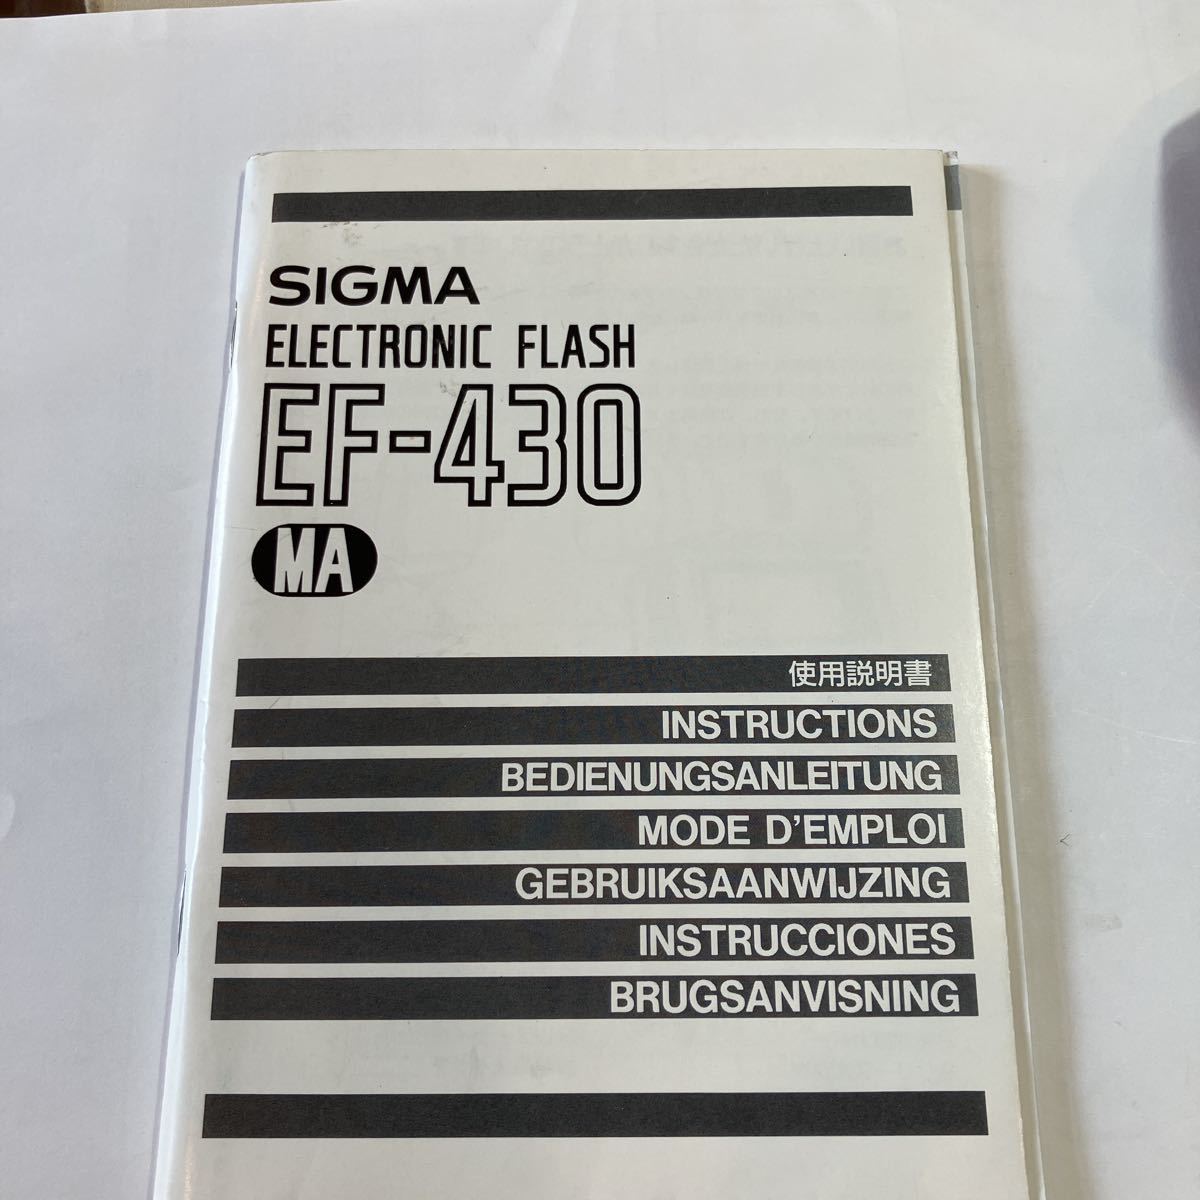 SIGMA
ELECTRONIC FLASH
EF-430
MA
使用説明書
INSTRUCTIONS
BEDIENUNGSANLEITUNG
MODE D'EMPLOI
GEBRUIKSAANWIJZING
INSTRUCCIONES
BRUGSANVISNING